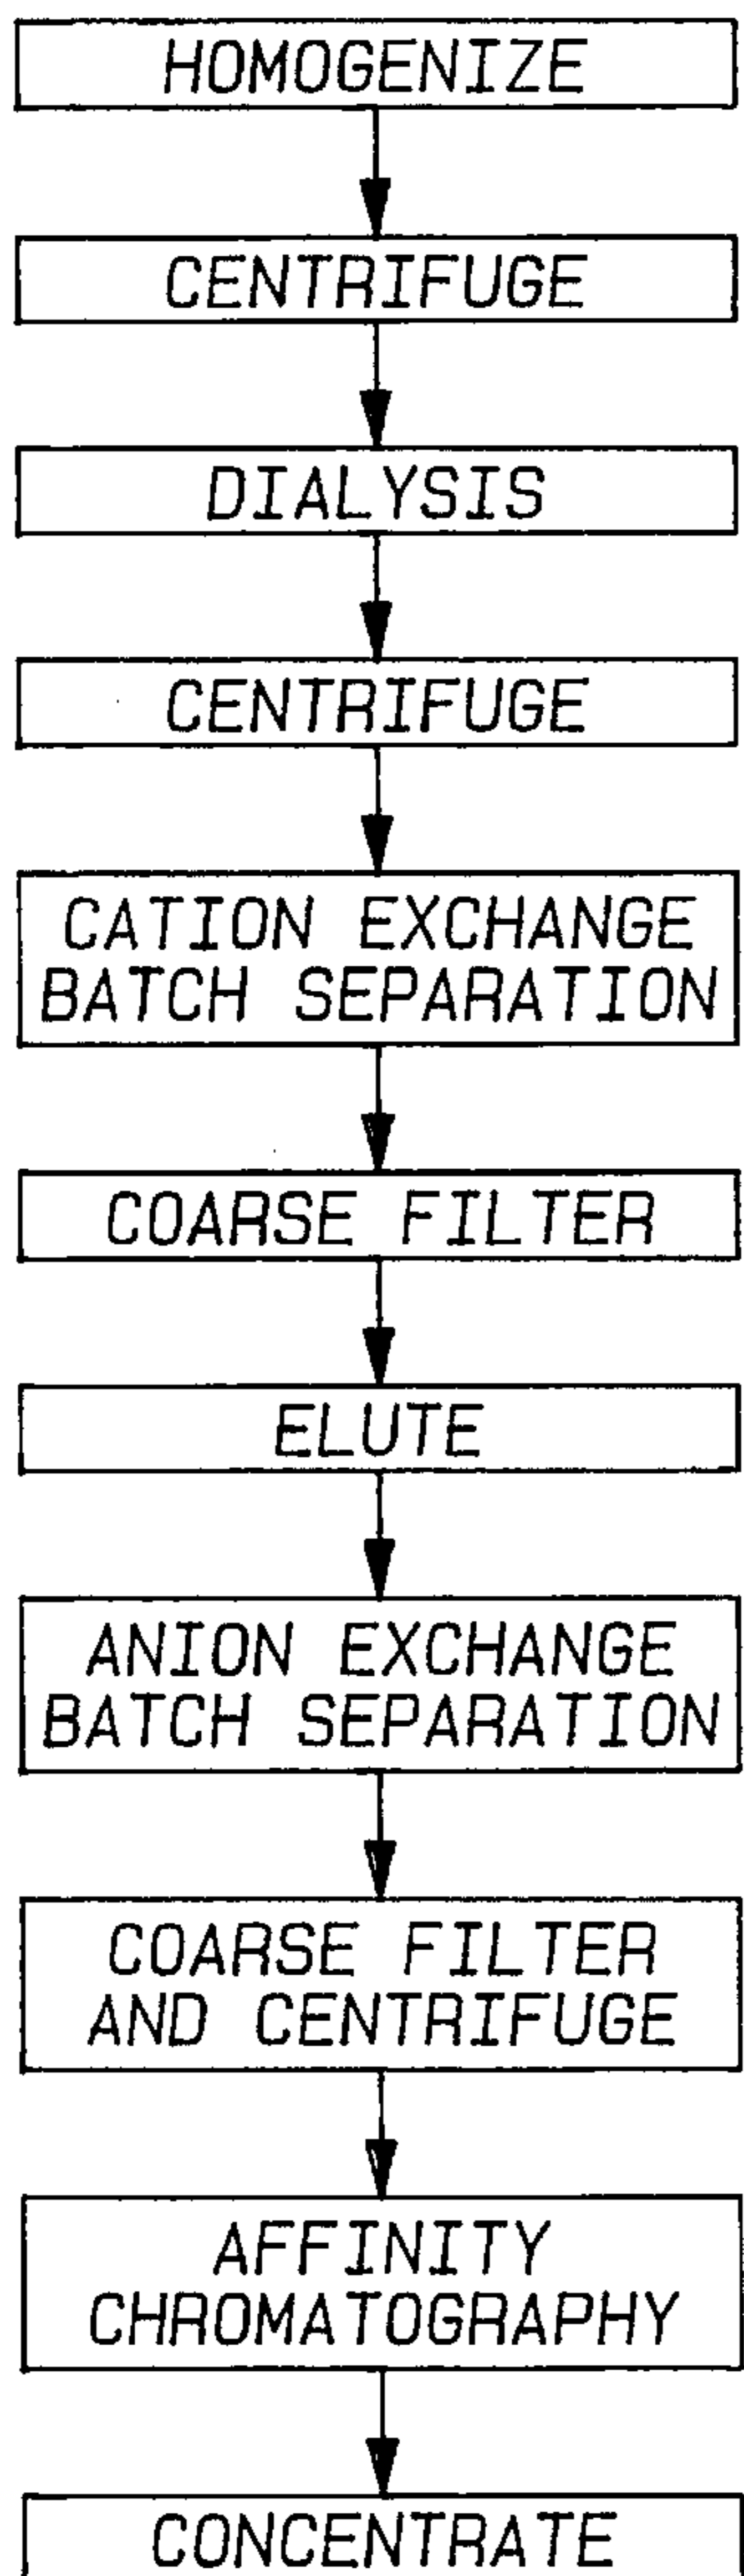 HOMOGENIZE
CENTRIFUGE
DIALYSIS
CENTRIFUGE
CATION EXCHANGE
BATCH SEPARATION
COARSE FILTER
ELUTE
ANION EXCHANGE
BATCH SEPARATION
COARSE FILTER
AND CENTRIFUGE
AFFINITY
CHROMATOGRAPHY
CONCENTRATE